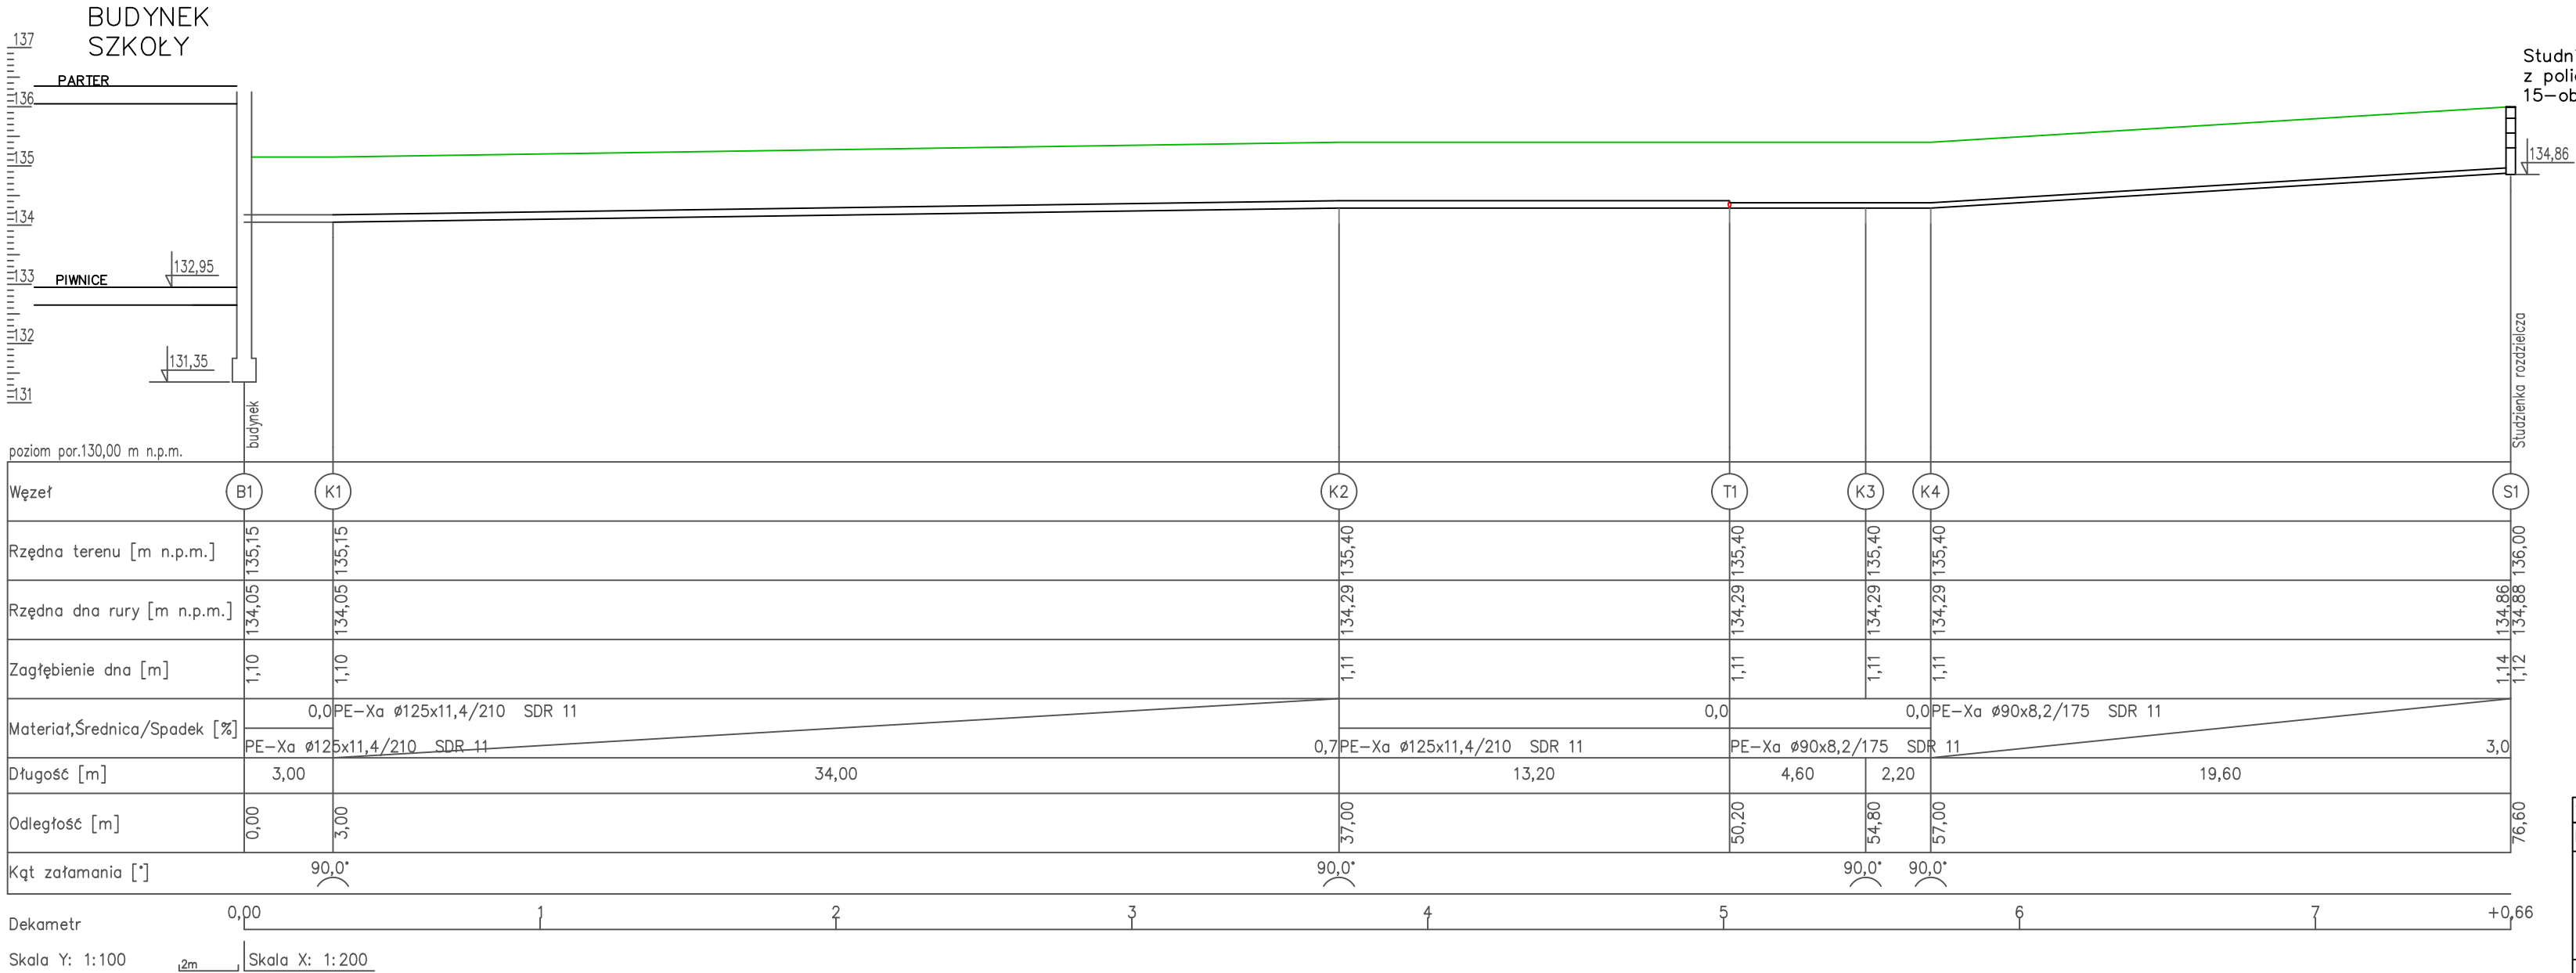 BUDYNEK
SZKOŁY
137
136
135
134
133
132
131
PARTER
PIWNICE
132,95
131,35
134,86
15-
budynek
Studzienka rozdzielcza
poziom por.130,00 m n.p.m.
Węzeł B1 K1 K2 T1 K3 K4 S1
Rzędna terenu [m n.p.m.] 135,15 135,15 135,40 135,40 135,40 135,40 136,00
Rzędna dna rury [m n.p.m.] 134,05 134,05 134,29 134,29 134,29 134,29 134,86 134,88
Zagłębienie dna [m] 1,10 1,10 1,11 1,11 1,11 1,11 1,14 1,12
0,0 PE-Xa ø125x11,4/210 SDR 11 0,0 0,0 PE-Xa ø90x8,2/175 SDR 11
Materiał,Średnica/Spadek [%]
PE-Xa ø125x11,4/210 SDR 11 0,7 PE-Xa ø125x11,4/210 SDR 11 PE-Xa ø90x8,2/175 SDR 11 3,0
Długość [m] 3,00 34,00 13,20 4,60 2,20 19,60
Odległość [m] 0,00 3,00 37,00 50,20 54,80 57,00 76,60
Kąt załamania [°] 90,0° 90,0° 90,0° 90,0°
Dekametr 0,00 1 2 3 4 5 6 7 +0,66
Skala Y: 1:100 2m Skala X: 1:200